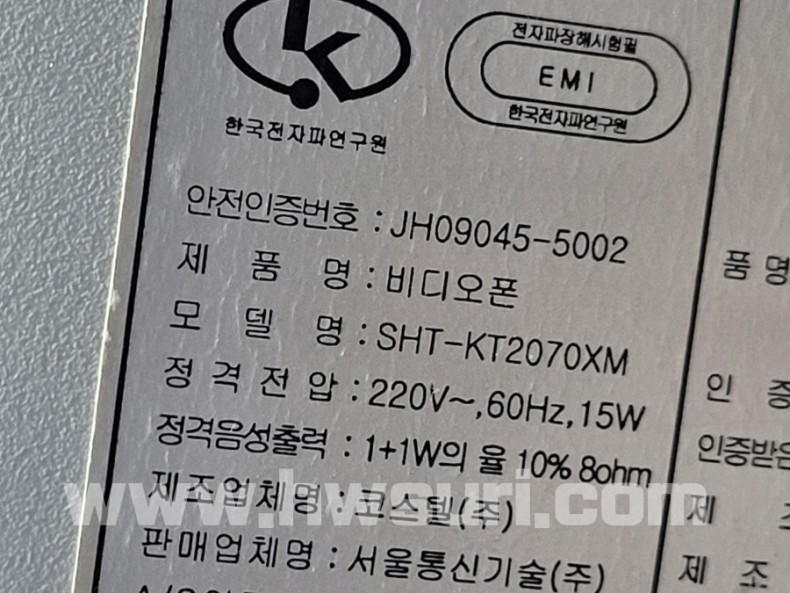 한국전자파연구원
전자파장해시험필
EMI
한국전자파연구원
안전인증번호 : JH09045-5002
제 품 명 : 비디오폰
모 델 명 : SHT-KT2070XM
정 격 전 압 : 220V~,60Hz,15W
정격음성출력 : 1+1W의 율 10% 8ohm
제조업체명 : 코스텔(주)
판매업체명 : 서울통신기술(주)
품 명
인 증
인증받은
제
제 조
www.hwsuri.com